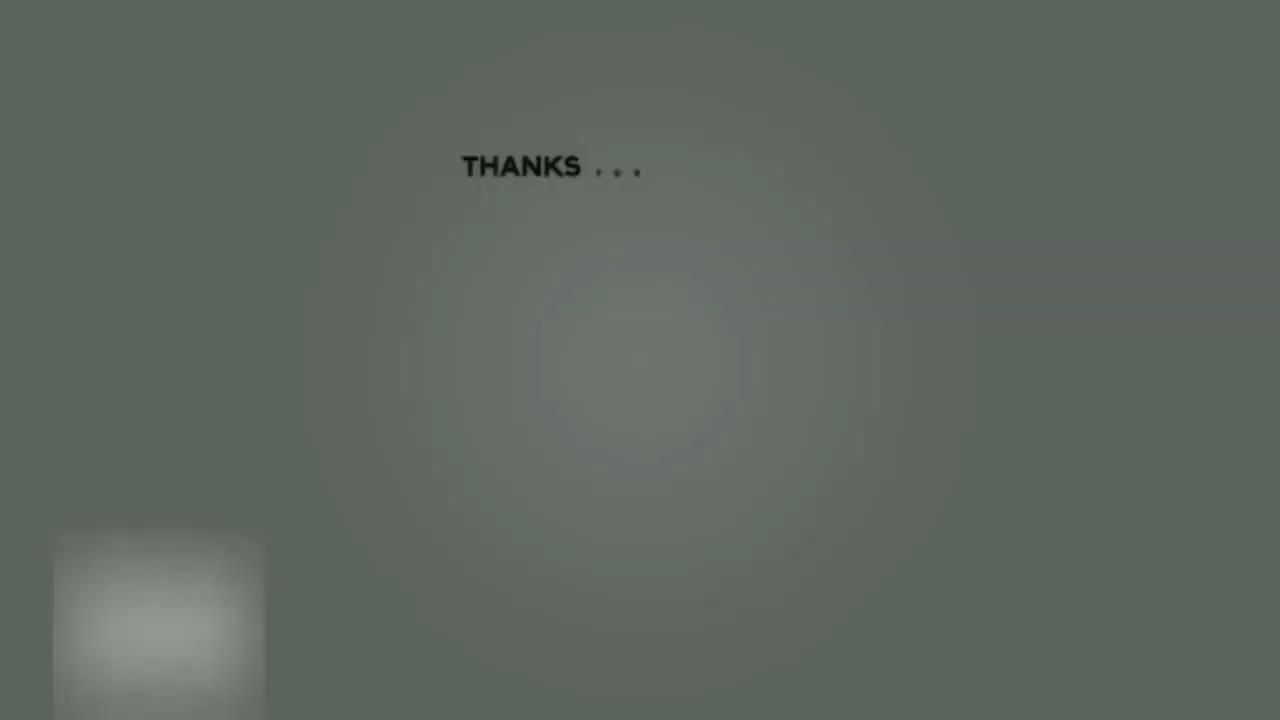 THANKS . . .